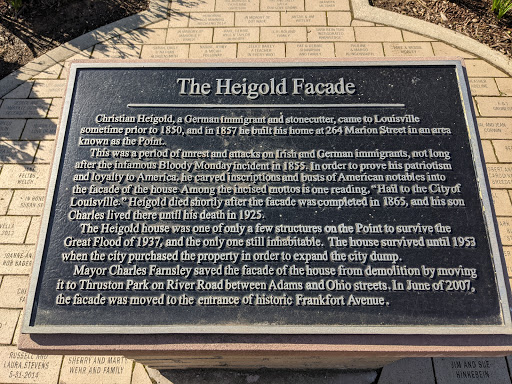 The Heigold Facade
Christian Heigold, a German immigrant and stonecutter, came to Louisville
sometime prior to 1850, and in 1857 he built his home at 264 Marion Street in an area
known as the Point.
This was a period of unrest and attacks on Irish and German immigrants, not long
after the infamous Bloody Monday incident in 1855. In order to prove his patriotism
and loyalty to America, he carved inscriptions and busts of American notables into
the facade of the house. Among the incised mottos is one reading, "Hail to the City of
Louisville." Heigold died shortly after the facade was completed in 1865, and his son
Charles lived there until his death in 1925.
The Heigold house was one of only a few structures on the Point to survive the
Great Flood of 1937, and the only one still inhabitable. The house survived until 1953
when the city purchased the property in order to expand the city dump.
Mayor Charles Farnsley saved the facade of the house from demolition by moving
it to Thruston Park on River Road between Adams and Ohio streets. In June of 2007,
the facade was moved to the entrance of historic Frankfort Avenue.
RUSSELL AND
LAURA STEVENS
5-31-2014
SHERRY AND MART
WEHR AND FAMILY
JIM AND SUE
HINKEBEIN